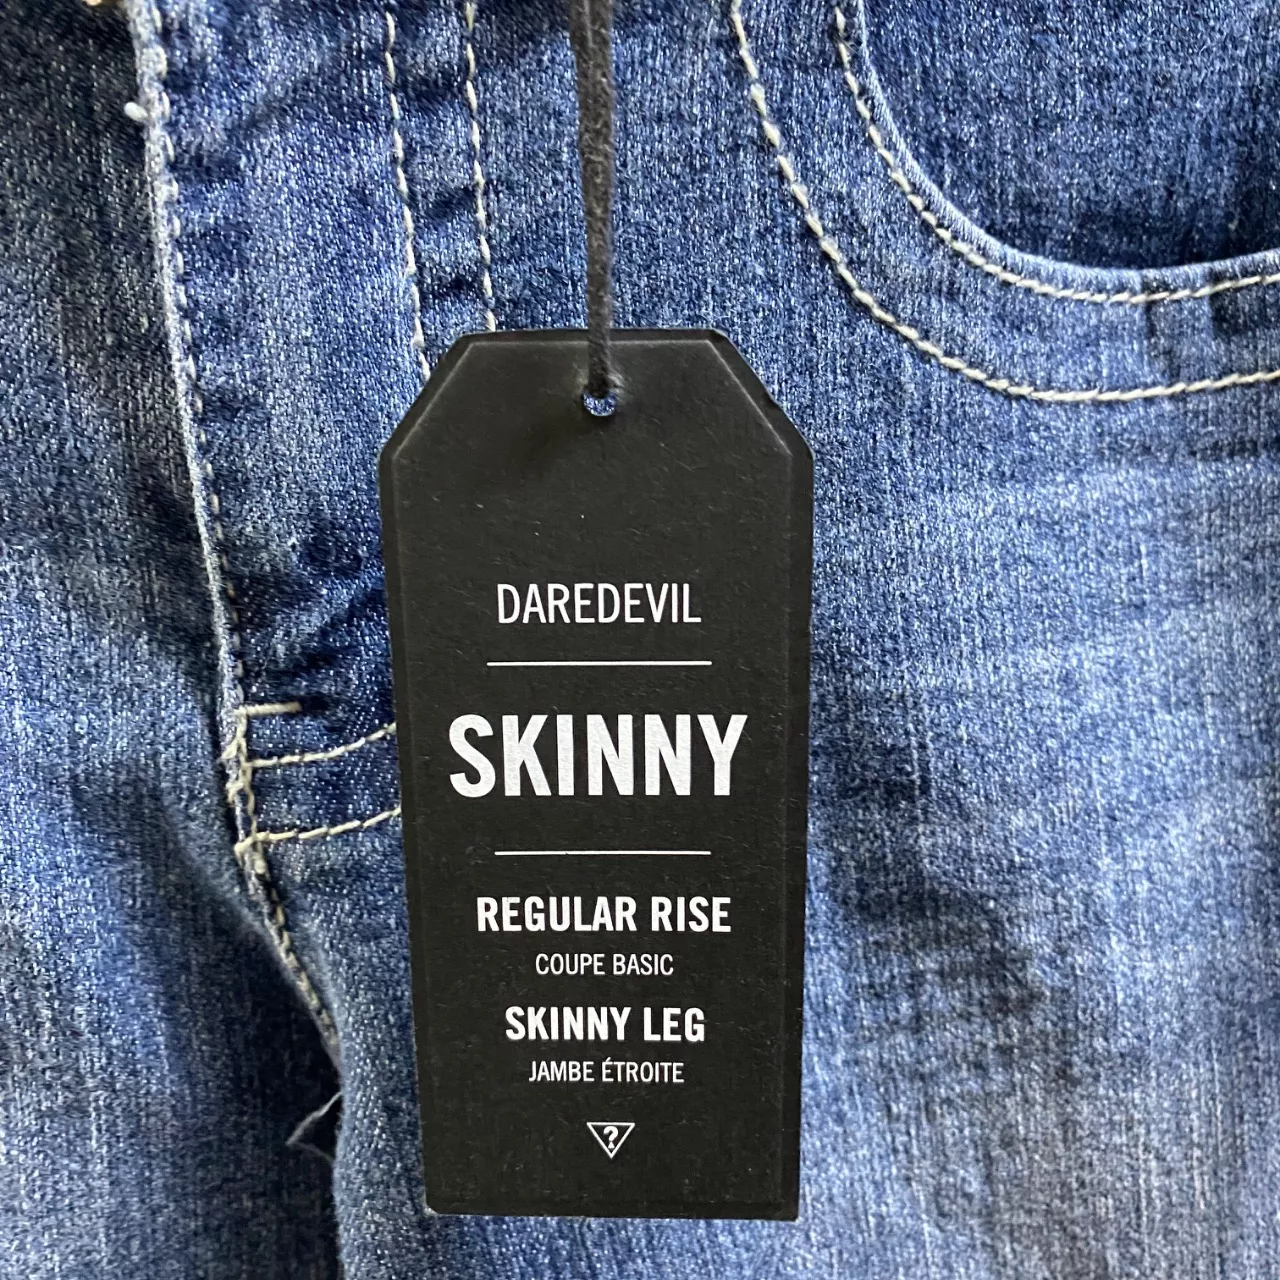 DAREDEVIL
SKINNY
REGULAR RISE
COUPE BASIC
SKINNY LEG
JAMBE ÉTROITE
?